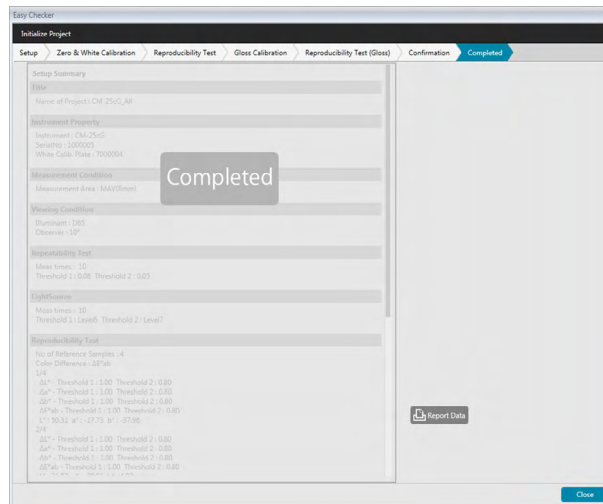 Easy Checker
Initialize Project
Setup Zero & White Calibration Reproducibility Test Gloss Calibration Reproducibility Test (Gloss) Confirmation Completed
Setup Summary
Title
Name of Project : CM-25cG_All
Instrument Property
Instrument : CM-25cG
SerialNo : 1000005
White Calib. Plate : 7000004
Measurement Condition
Measurement Area : MAV(8mm)
Completed
Viewing Condition
Illuminant : D65
Observer : 10°
Repeatability Test
Meas times : 10
Threshold 1 : 0.06 Threshold 2 : 0.03
LightSource
Meas times : 10
Threshold 1 : Level6 Threshold 2 : Level7
Reproducibility Test
No of Reference Samples : 4
Color Difference : ΔE*ab
1/4
ΔL* - Threshold 1 : 1.00 Threshold 2 : 0.80
Δa* - Threshold 1 : 1.00 Threshold 2 : 0.80
Δb* - Threshold 1 : 1.00 Threshold 2 : 0.80
ΔE*ab - Threshold 1 : 1.00 Threshold 2 : 0.80
2/4
ΔL* - Threshold 1 : 1.00 Threshold 2 : 0.80
Δa* - Threshold 1 : 1.00 Threshold 2 : 0.80
Δb* - Threshold 1 : 1.00 Threshold 2 : 0.80
ΔE*ab - Threshold 1 : 1.00 Threshold 2 : 0.80
Report Data
Close